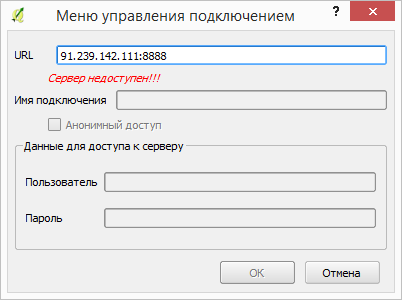 Меню управления подключением
? ×
URL 91.239.142.111:8888
Сервер недоступен!!!
Имя подключения
Анонимный доступ
Данные для доступа к серверу
Пользователь
Пароль
OK Отмена